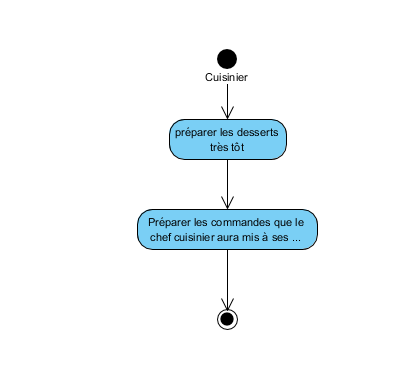 Cuisinier
préparer les desserts
très tôt
Préparer les commandes que le
chef cuisinier aura mis à ses ...